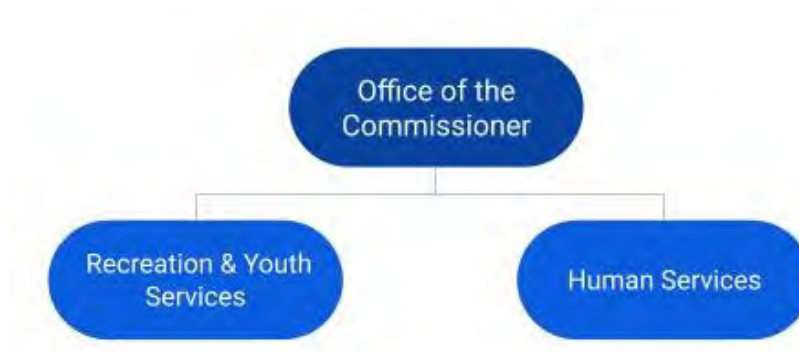 Office of the
Commissioner
Recreation & Youth
Services
Human Services